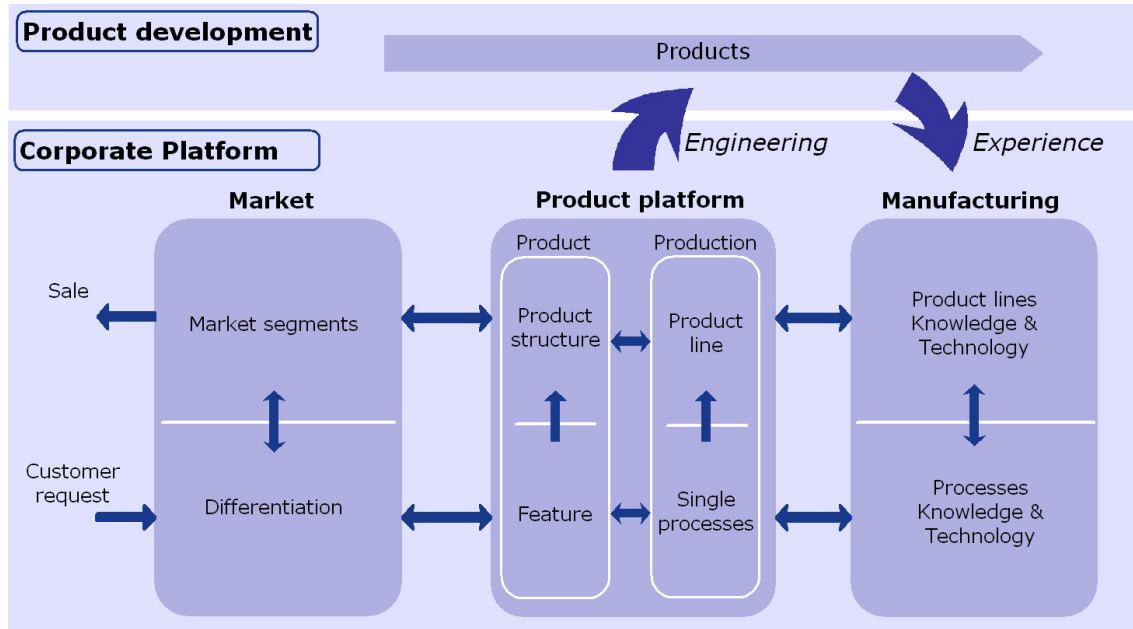 Product development
Products
Engineering
Experience
Corporate Platform
Market
Product platform
Manufacturing
Product
Production
Sale
Market segments
Product
structure
Product
line
Product lines
Knowledge &
Technology
Customer
request
Differentiation
Feature
Single
processes
Processes
Knowledge &
Technology